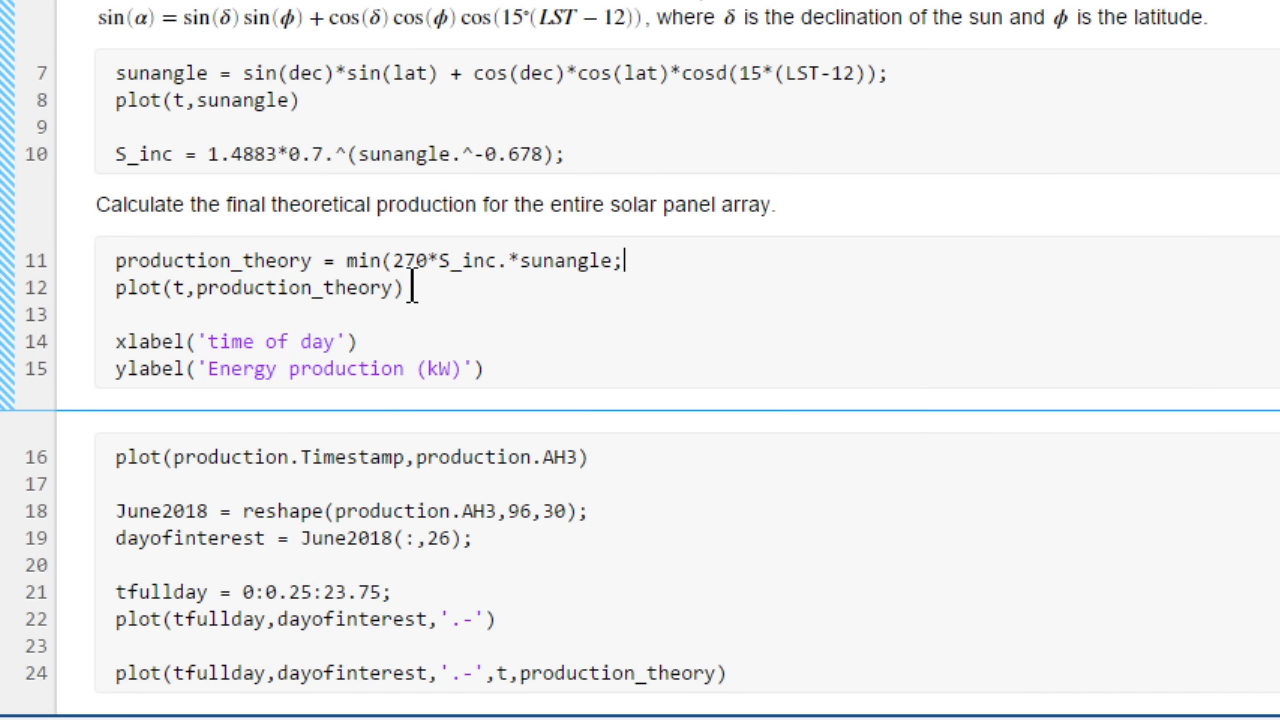 sin(α) = sin(δ) sin(ϕ) + cos(δ) cos(ϕ) cos(15°(LST − 12)), where δ is the declination of the sun and ϕ is the latitude.
7 sunangle = sin(dec)*sin(lat) + cos(dec)*cos(lat)*cosd(15*(LST-12));
8 plot(t,sunangle)
9
10 S_inc = 1.4883*0.7.^(sunangle.^-0.678);
Calculate the final theoretical production for the entire solar panel array.
11 production_theory = min(270*S_inc.*sunangle;
12 plot(t,production_theory)
13
14 xlabel('time of day')
15 ylabel('Energy production (kW)')
16 plot(production.Timestamp,production.AH3)
17
18 June2018 = reshape(production.AH3,96,30);
19 dayofinterest = June2018(:,26);
20
21 tfullday = 0:0.25:23.75;
22 plot(tfullday,dayofinterest,'.-')
23
24 plot(tfullday,dayofinterest,'.-',t,production_theory)